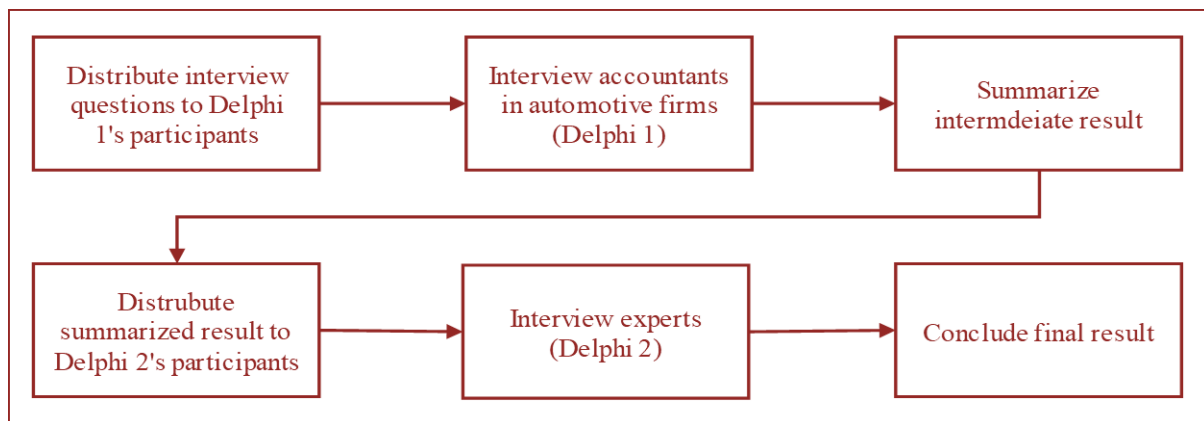 Distribute interview
questions to Delphi
1's participants
Interview accountants
in automotive firms
(Delphi 1)
Summarize
intermdeiate result
Distrubute
summarized result to
Delphi 2's participants
Interview experts
(Delphi 2)
Conclude final result